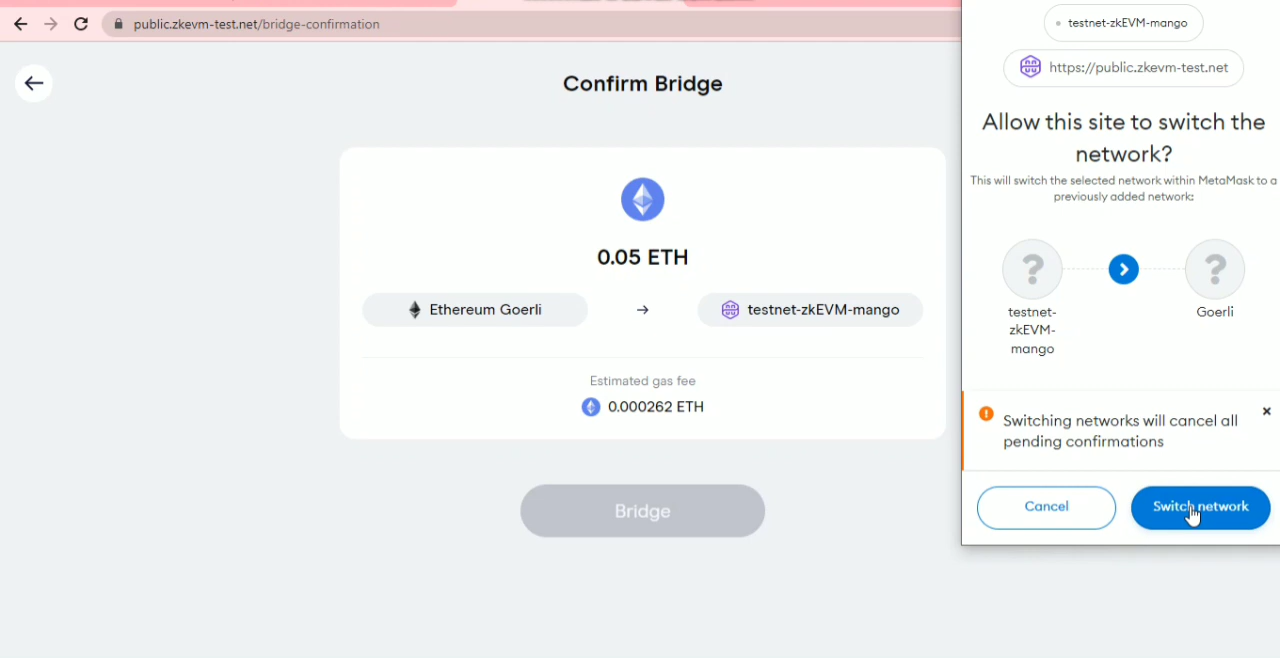 public.zkevm-test.net/bridge-confirmation
Confirm Bridge
0.05 ETH
Ethereum Goerli
testnet-zkEVM-mango
Estimated gas fee
0.000262 ETH
Bridge
testnet-zkEVM-mango
https://public.zkevm-test.net
Allow this site to switch the
network?
This will switch the selected network within MetaMask to a
previously added network:
?
?
testnet-
zkEVM-
mango
Goerli
Switching networks will cancel all
pending confirmations
Cancel
Switch network